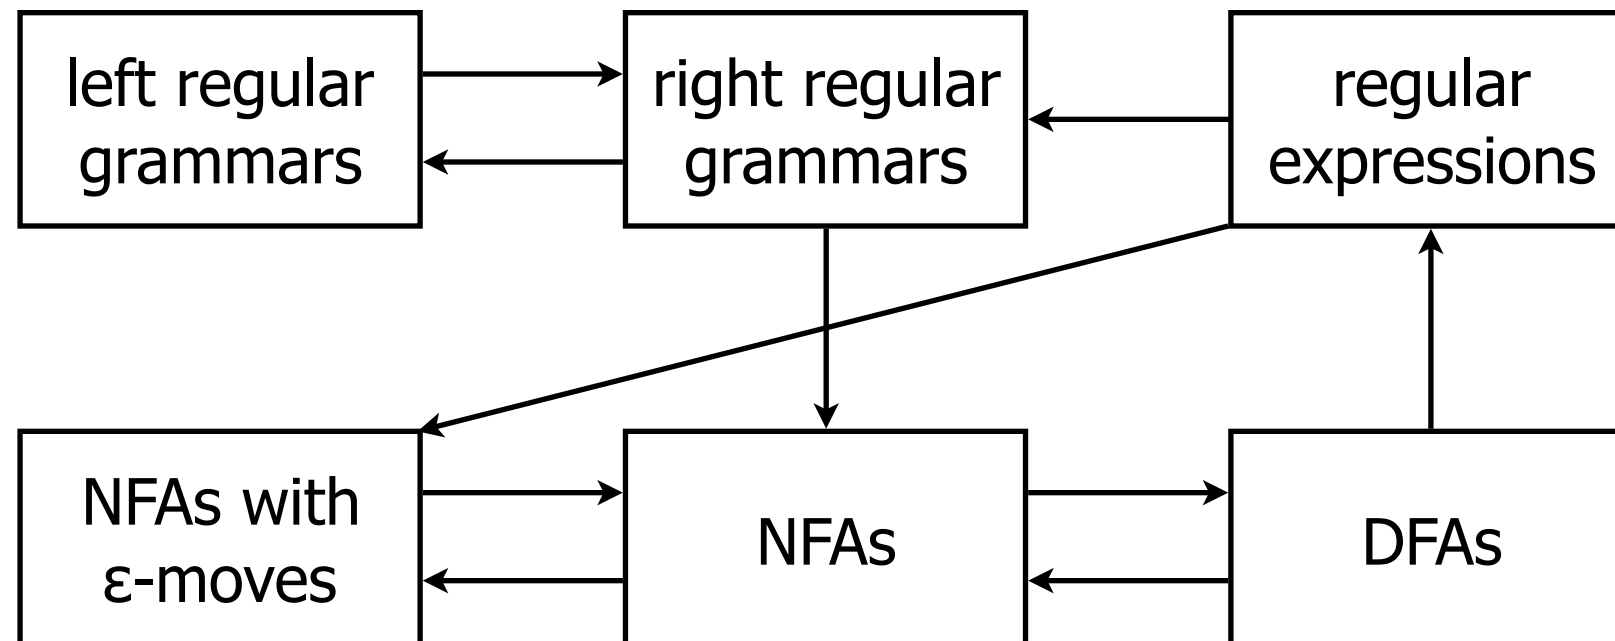 left regular
grammars
right regular
grammars
regular
expressions
NFAs with
ε-moves
NFAs
DFAs